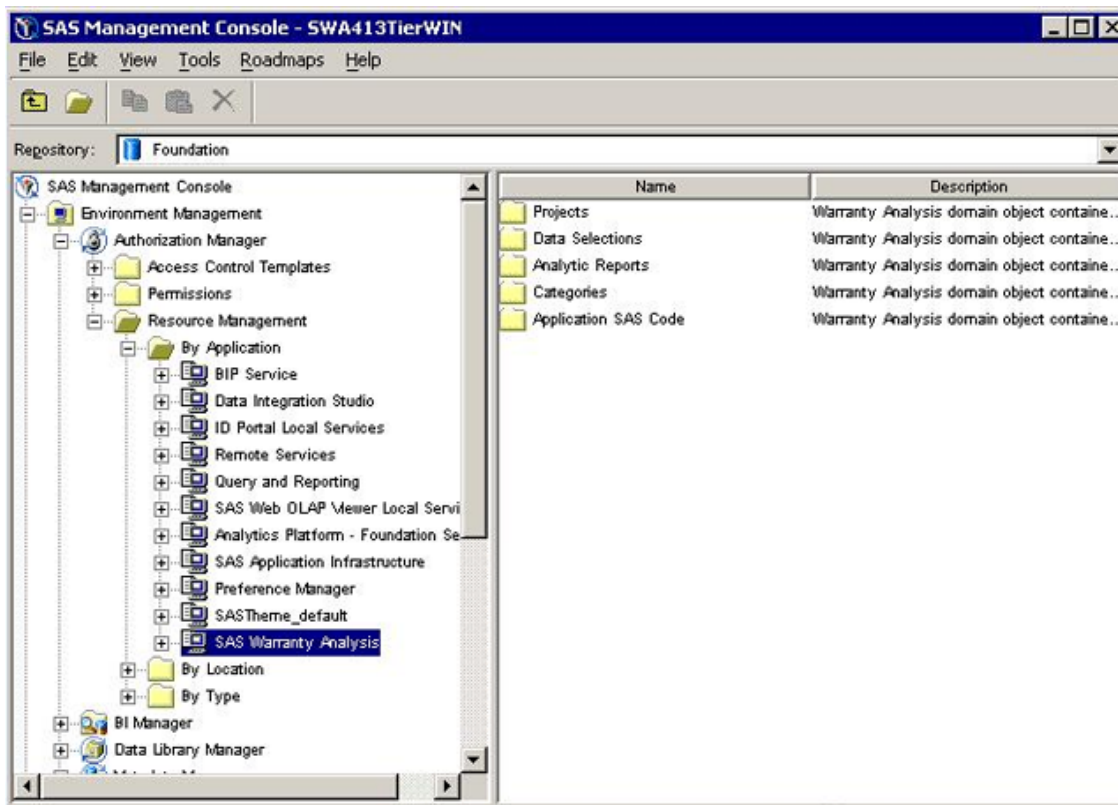 SAS Management Console - SWA413TierWIN
File Edit View Tools Roadmaps Help
Repository: Foundation
SAS Management Console
Environment Management
Authorization Manager
Access Control Templates
Permissions
Resource Management
By Application
BIP Service
Data Integration Studio
ID Portal Local Services
Remote Services
Query and Reporting
SAS Web OLAP Viewer Local Servi
Analytics Platform - Foundation Se
SAS Application Infrastructure
Preference Manager
SASTheme_default
SAS Warranty Analysis
By Location
By Type
BI Manager
Data Library Manager
Name Description
Projects Warranty Analysis domain object containe...
Data Selections Warranty Analysis domain object containe...
Analytic Reports Warranty Analysis domain object containe...
Categories Warranty Analysis domain object containe...
Application SAS Code Warranty Analysis domain object containe...